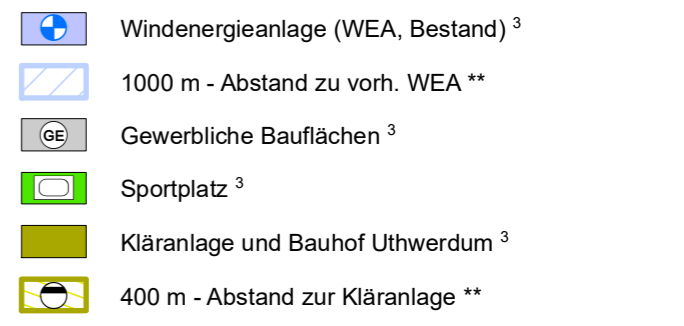 Windenergieanlage (WEA, Bestand) ³
1000 m - Abstand zu vorh. WEA **
GE Gewerbliche Bauflächen ³
Sportplatz ³
Kläranlage und Bauhof Uthwerdum ³
400 m - Abstand zur Kläranlage **